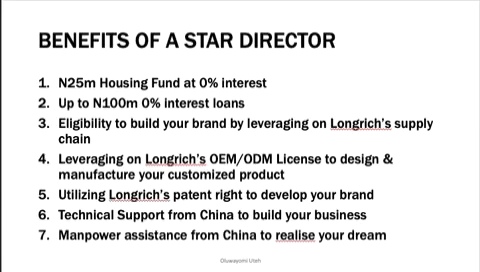 BENEFITS OF A STAR DIRECTOR
1. N25m Housing Fund at 0% interest
2. Up to N100m 0% interest loans
3. Eligibility to build your brand by leveraging on Longrich's supply
chain
4. Leveraging on Longrich's OEM/ODM License to design &
manufacture your customized product
5. Utilizing Longrich's patent right to develop your brand
6. Technical Support from China to build your business
7. Manpower assistance from China to realise your dream
Oluwayomi Utah